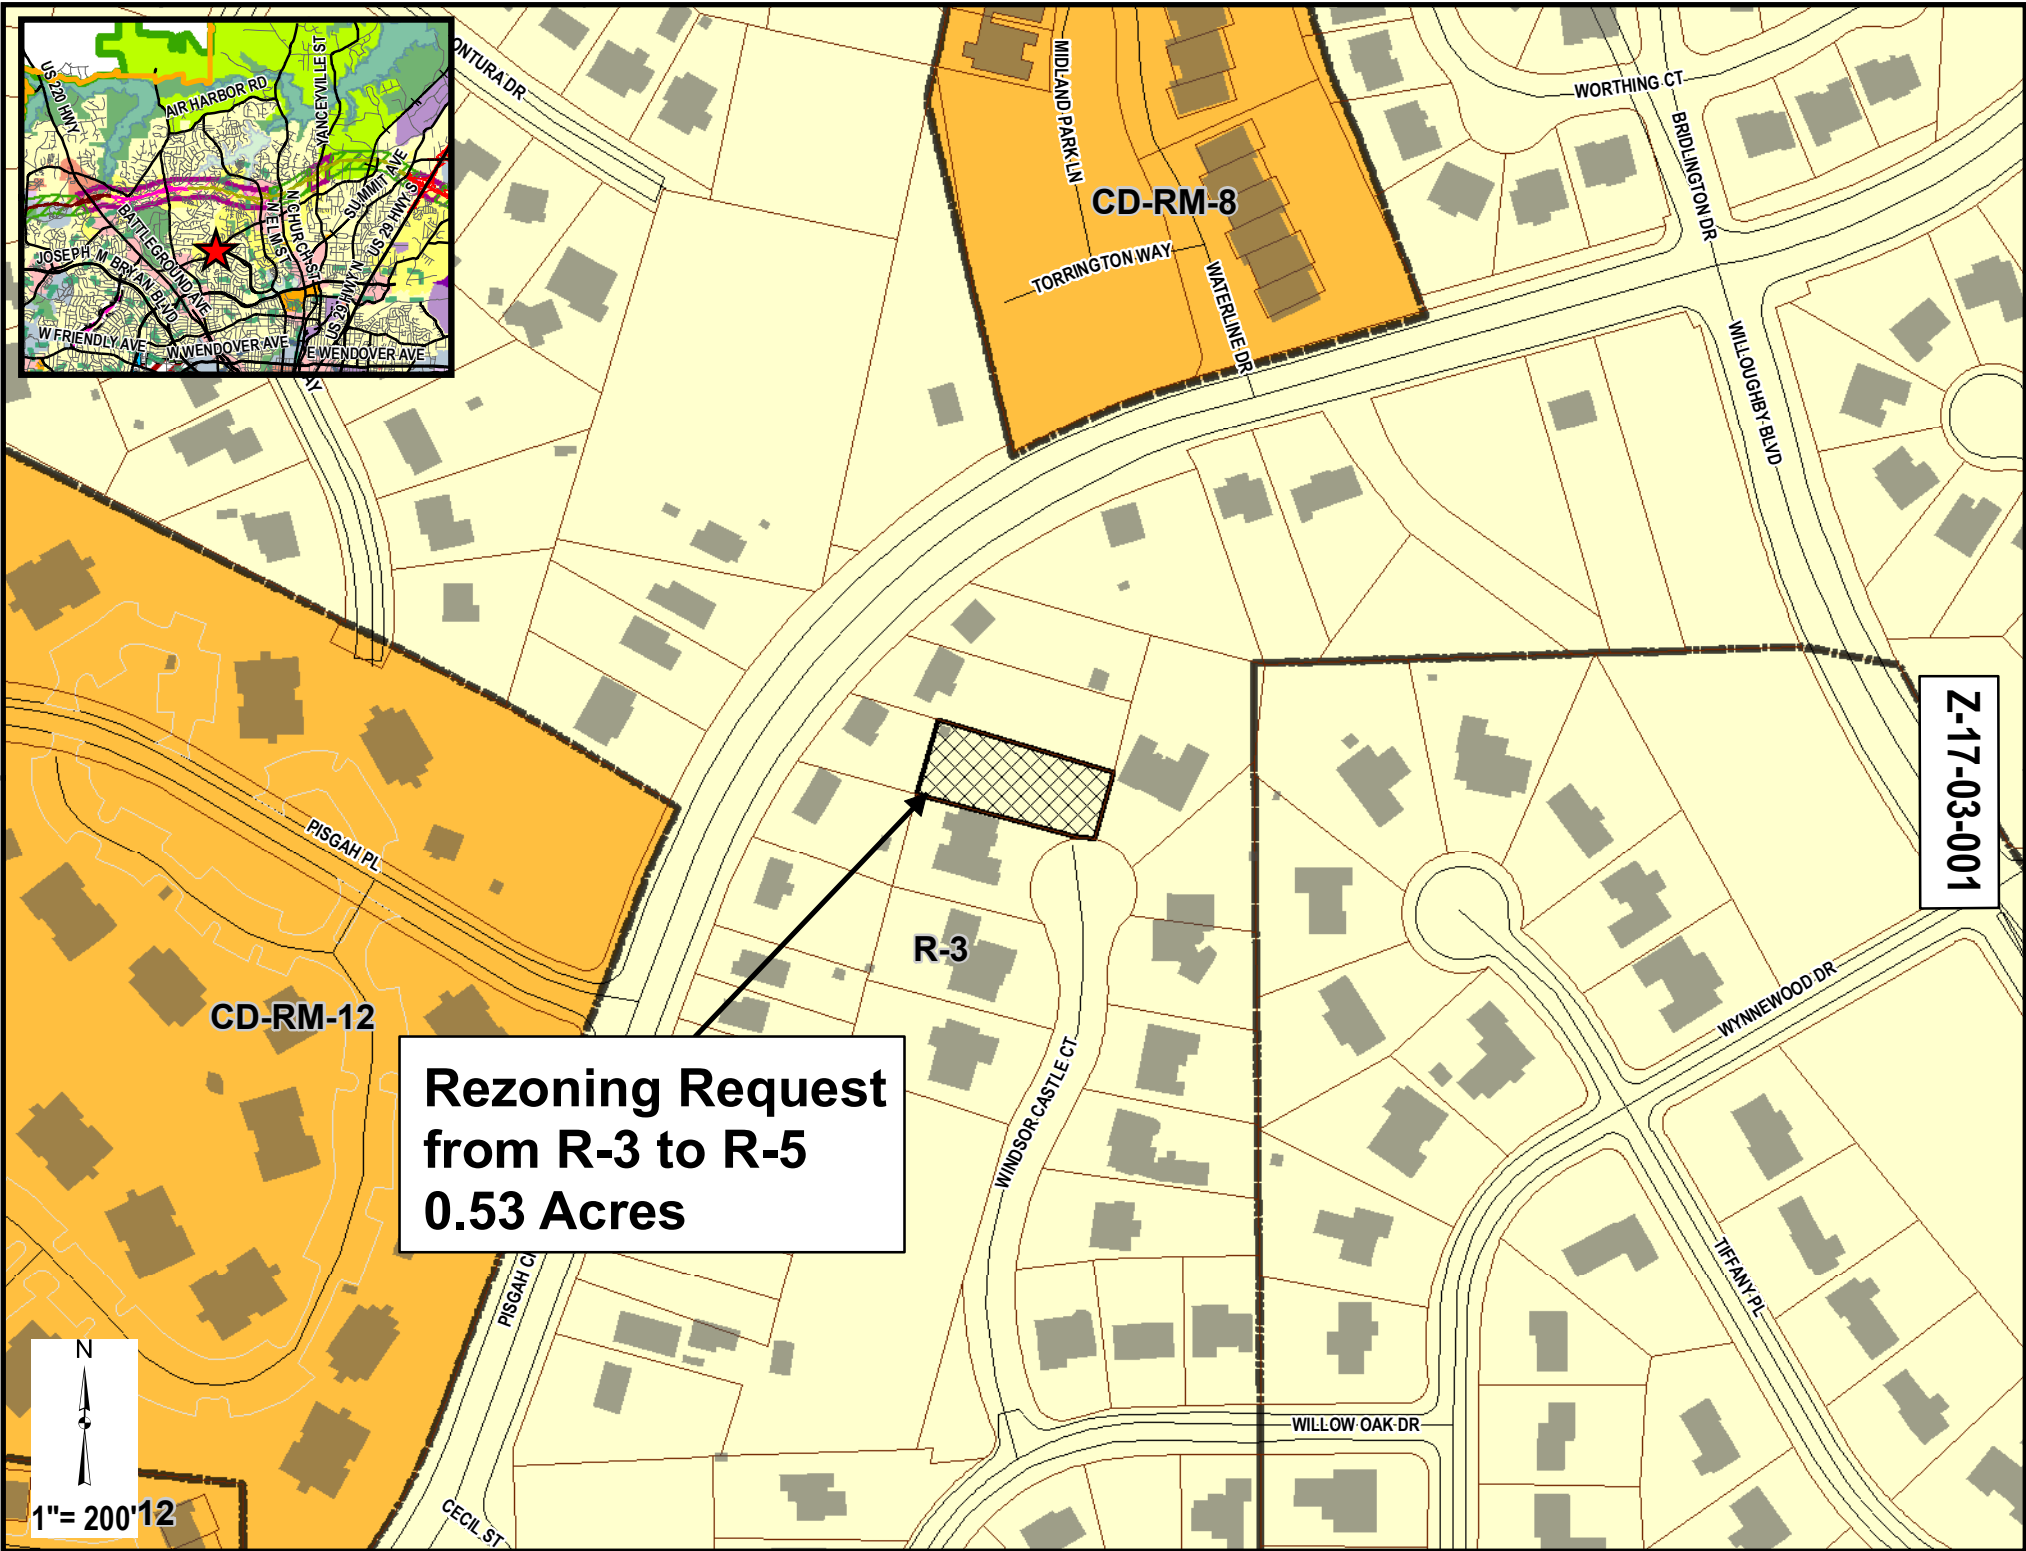 US 220 HWY
AIR HARBOR RD
YANCEYVILLE ST
SUMMIT AVE
N CHURCH ST
N ELM ST
US 29 HWY S
US 29 HWY N
BATTLEGROUND AVE
JOSEPH M BRYAN BLVD
W FRIENDLY AVE
W WENDOVER AVE
E WENDOVER AVE
ONTURA DR
MIDLAND PARK LN
CD-RM-8
TORRINGTON WAY
WATERLINE DR
WORTHING CT
BRIDLINGTON DR
WILLOUGHBY BLVD
AY
Z-17-03-001
PISGAH PL
R-3
CD-RM-12
WYNNEWOOD DR
Rezoning Request
from R-3 to R-5
0.53 Acres
WINDSOR CASTLE CT
TIFFANY PL
PISGAH C
WILLOW OAK DR
N
1"= 200'
12
CECIL ST